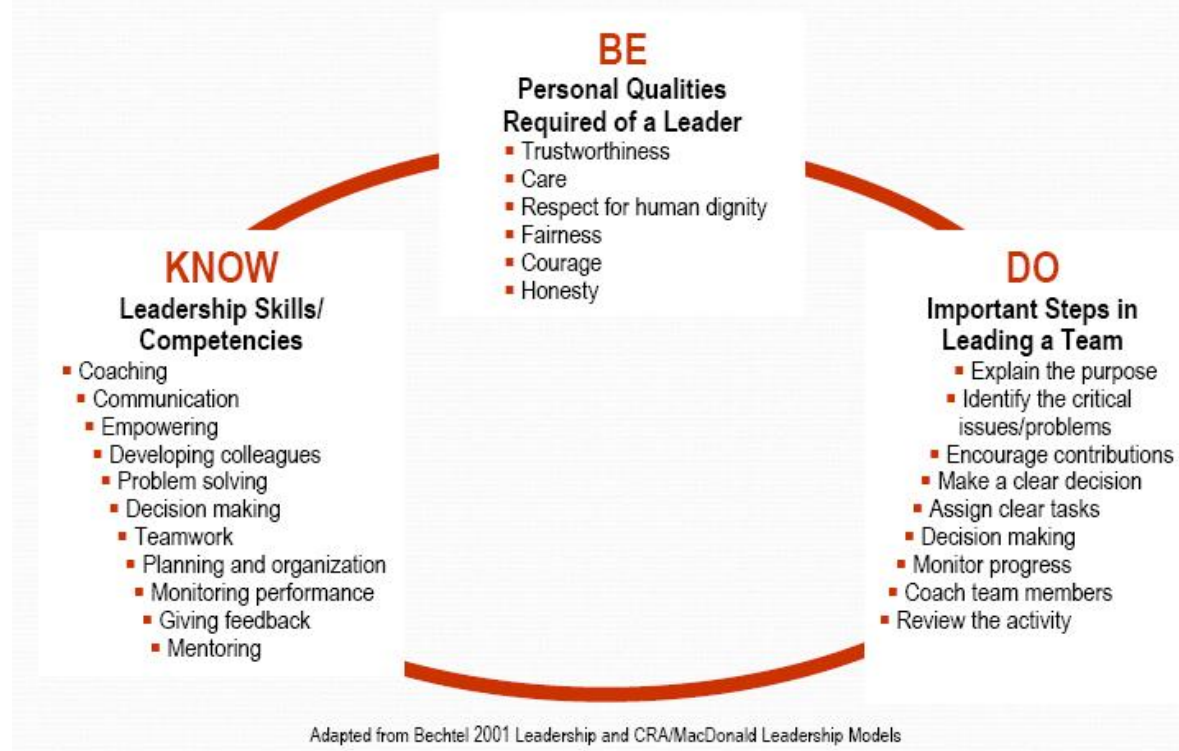 BE
Personal Qualities
Required of a Leader
▪ Trustworthiness
▪ Care
▪ Respect for human dignity
▪ Fairness
▪ Courage
▪ Honesty
KNOW
Leadership Skills/
Competencies
▪ Coaching
▪ Communication
▪ Empowering
▪ Developing colleagues
▪ Problem solving
▪ Decision making
▪ Teamwork
▪ Planning and organization
▪ Monitoring performance
▪ Giving feedback
▪ Mentoring
DO
Important Steps in
Leading a Team
▪ Explain the purpose
▪ Identify the critical
issues/problems
▪ Encourage contributions
▪ Make a clear decision
▪ Assign clear tasks
▪ Decision making
▪ Monitor progress
▪ Coach team members
▪ Review the activity
Adapted from Bechtel 2001 Leadership and CRA/MacDonald Leadership Models